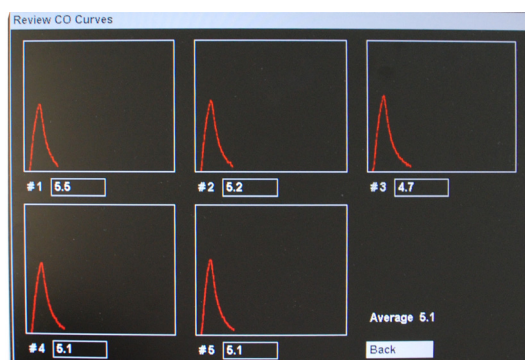 Review CO Curves
#1 5.5
#2 5.2
#3 4.7
#4 5.1
#5 5.1
Average 5.1
Back